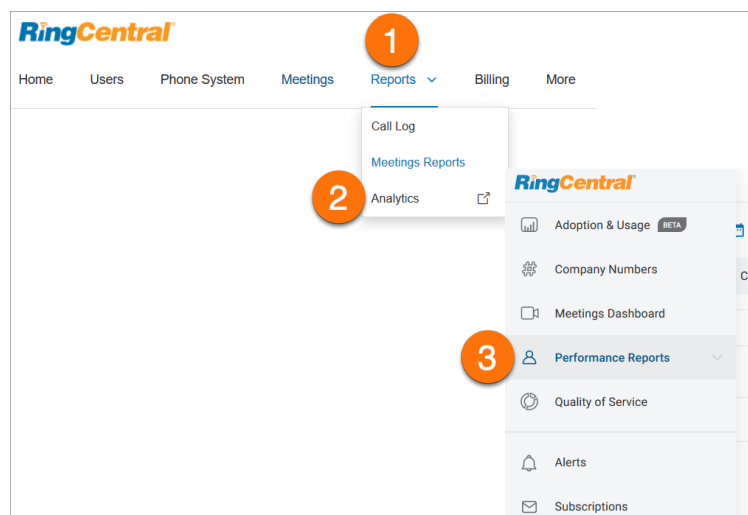 RingCentral®
1
Home Users Phone System Meetings Reports Billing More
Call Log
Meetings Reports
2 Analytics
RingCentral®
Adoption & Usage BETA
Company Numbers
C
Meetings Dashboard
3 Performance Reports
Quality of Service
Alerts
Subscriptions